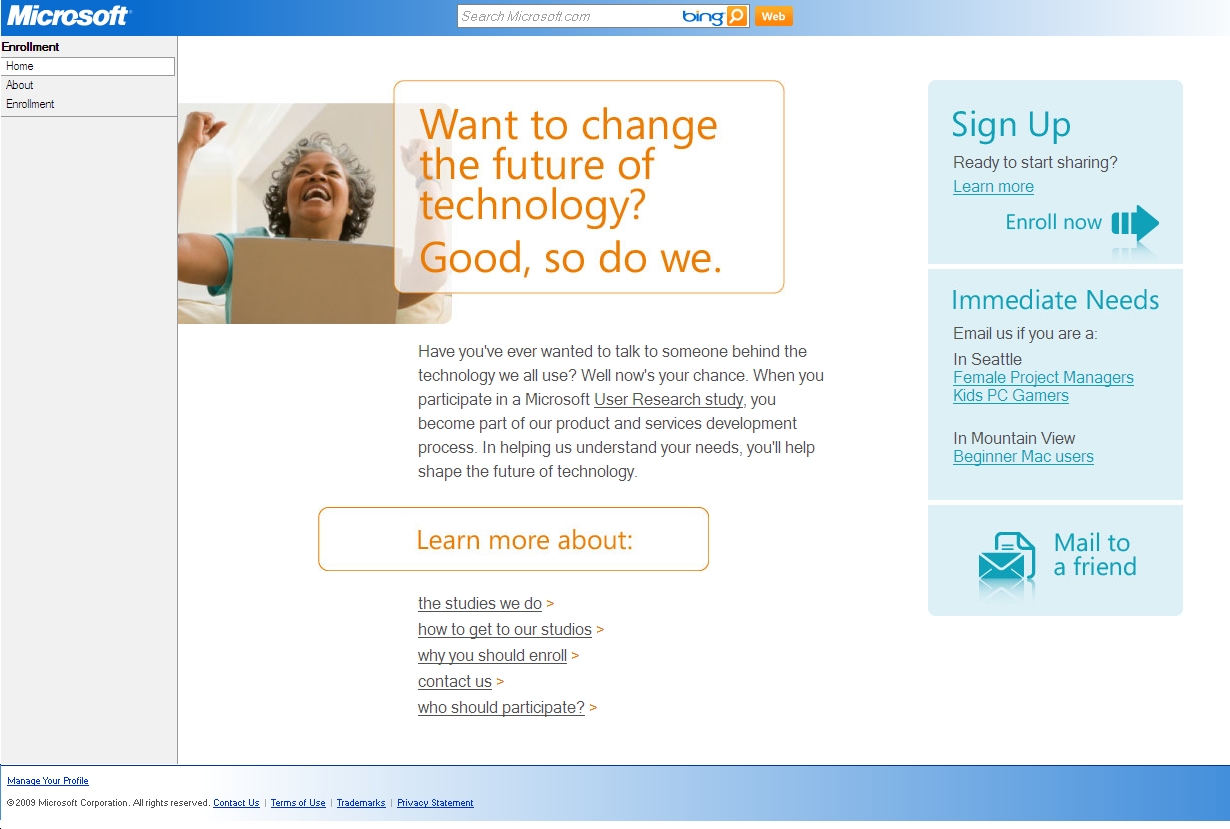 Microsoft®
Search Microsoft.com
bing
Web
Enrollment
Home
About
Enrollment
Want to change
the future of
technology?
Good, so do we.
Have you've ever wanted to talk to someone behind the
technology we all use? Well now's your chance. When you
participate in a Microsoft User Research study, you
become part of our product and services development
process. In helping us understand your needs, you'll help
shape the future of technology.
Learn more about:
the studies we do >
how to get to our studios >
why you should enroll >
contact us >
who should participate? >
Sign Up
Ready to start sharing?
Learn more
Enroll now
Immediate Needs
Email us if you are a:
In Seattle
Female Project Managers
Kids PC Gamers
In Mountain View
Beginner Mac users
Mail to
a friend
Manage Your Profile
©2009 Microsoft Corporation. All rights reserved. Contact Us | Terms of Use | Trademarks | Privacy Statement